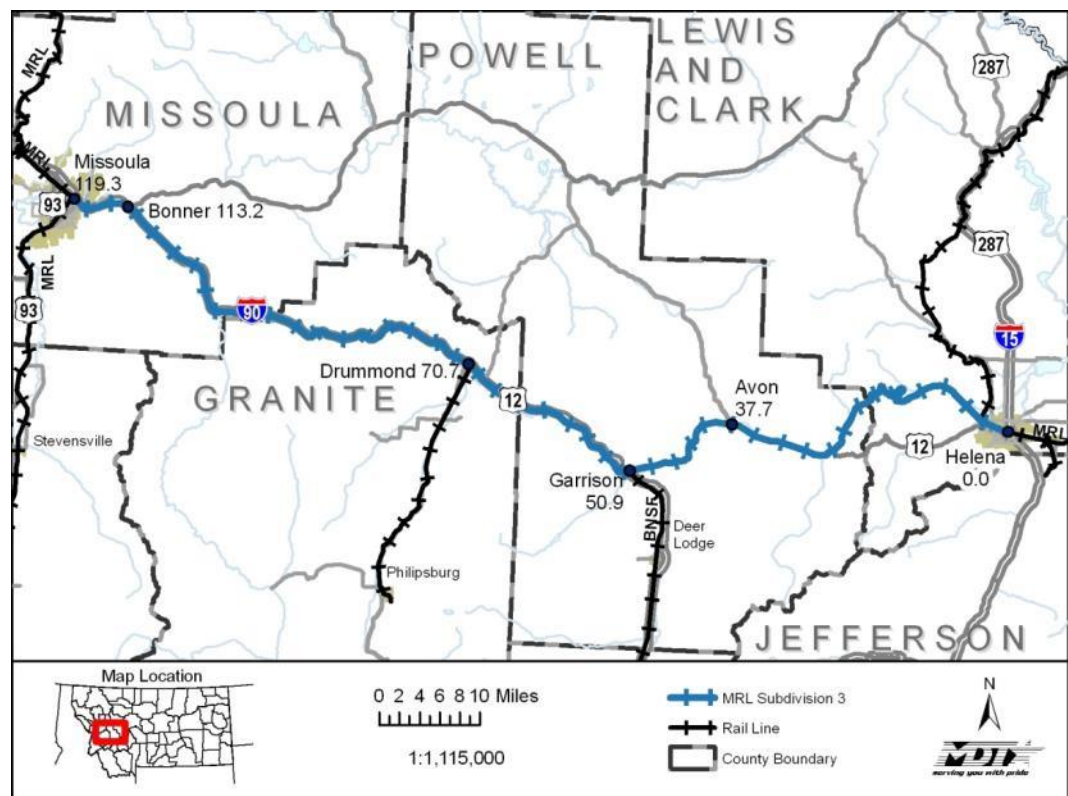 MRL
POWELL
LEWIS
AND
CLARK
287
MISSOULA
MRL
Missoula
119.3
93
Bonner 113.2
MRL
287
93
90
15
Drummond 70.7
GRANITE
12
Avon
37.7
Stevensville
12
MRL
Helena
0.0
Garrison
50.9
BNSF
Deer
Lodge
Philipsburg
JEFFERSON
Map Location
0 2 4 6 8 10 Miles
1:1,115,000
MRL Subdivision 3
Rail Line
County Boundary
N
MDT
serving you with pride